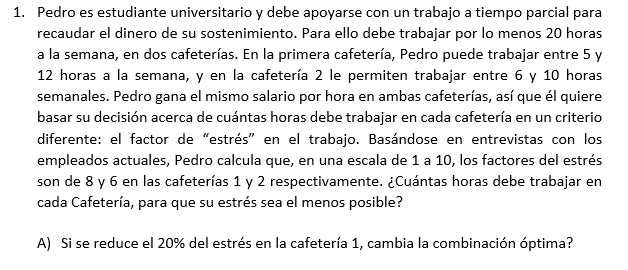 1. Pedro es estudiante universitario y debe apoyarse con un trabajo a tiempo parcial para
recaudar el dinero de su sostenimiento. Para ello debe trabajar por lo menos 20 horas
a la semana, en dos cafeterías. En la primera cafetería, Pedro puede trabajar entre 5 y
12 horas a la semana, y en la cafetería 2 le permiten trabajar entre 6 y 10 horas
semanales. Pedro gana el mismo salario por hora en ambas cafeterías, así que él quiere
basar su decisión acerca de cuántas horas debe trabajar en cada cafetería en un criterio
diferente: el factor de “estrés” en el trabajo. Basándose en entrevistas con los
empleados actuales, Pedro calcula que, en una escala de 1 a 10, los factores del estrés
son de 8 y 6 en las cafeterías 1 y 2 respectivamente. ¿Cuántas horas debe trabajar en
cada Cafetería, para que su estrés sea el menos posible?
A) Si se reduce el 20% del estrés en la cafetería 1, cambia la combinación óptima?